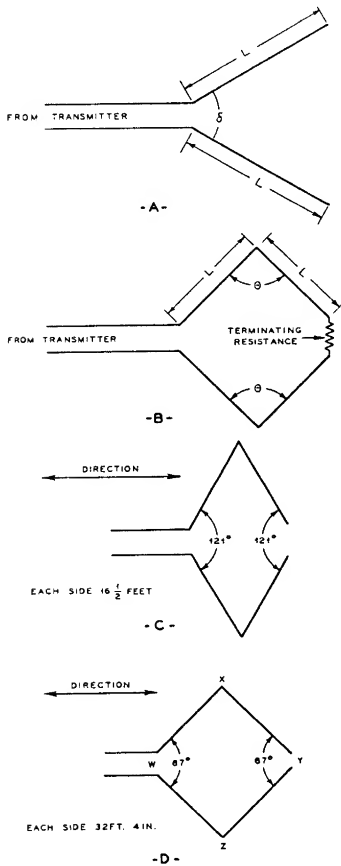 L
FROM TRANSMITTER
δ
L
-A-
L
L
θ
TERMINATING
RESISTANCE
FROM TRANSMITTER
θ
-B-
DIRECTION
121° 121°
EACH SIDE 16 1/2 FEET
-C-
DIRECTION
X
W 67° 67° Y
Z
EACH SIDE 32FT. 4IN.
-D-